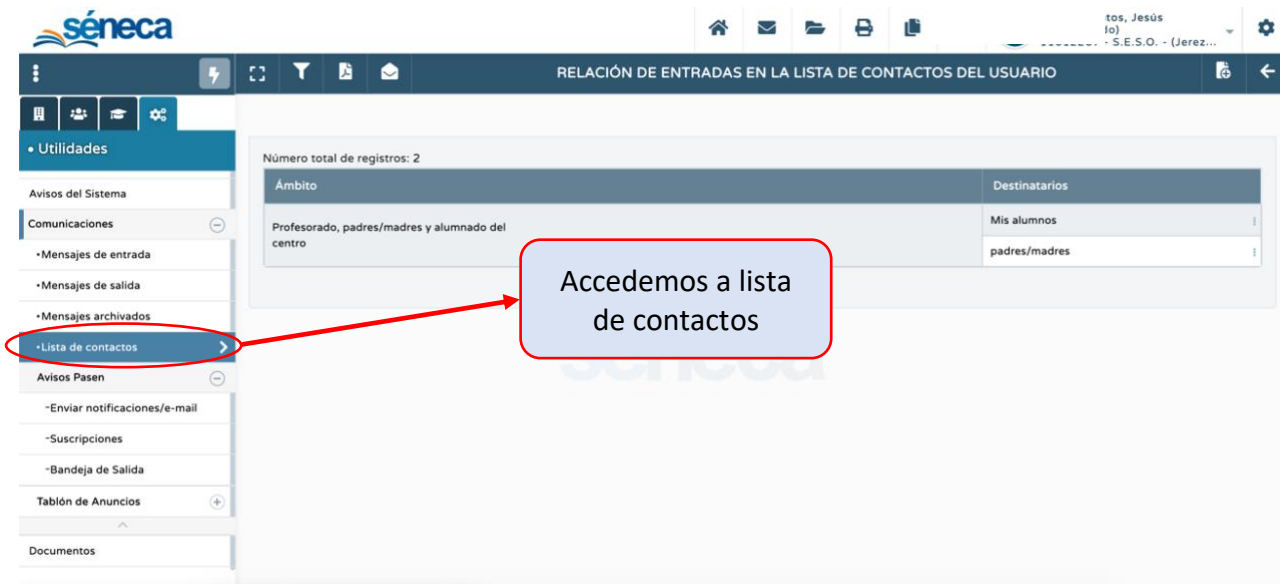 séneca
tos, Jesús
- S.E.S.O. - (Jerez...
RELACIÓN DE ENTRADAS EN LA LISTA DE CONTACTOS DEL USUARIO
• Utilidades
Avisos del Sistema
Comunicaciones
•Mensajes de entrada
•Mensajes de salida
•Mensajes archivados
•Lista de contactos
Avisos Pasen
-Enviar notificaciones/e-mail
-Suscripciones
-Bandeja de Salida
Tablón de Anuncios
Documentos
Número total de registros: 2
Ámbito
Destinatarios
Profesorado, padres/madres y alumnado del
centro
Mis alumnos
padres/madres
Accedemos a lista
de contactos